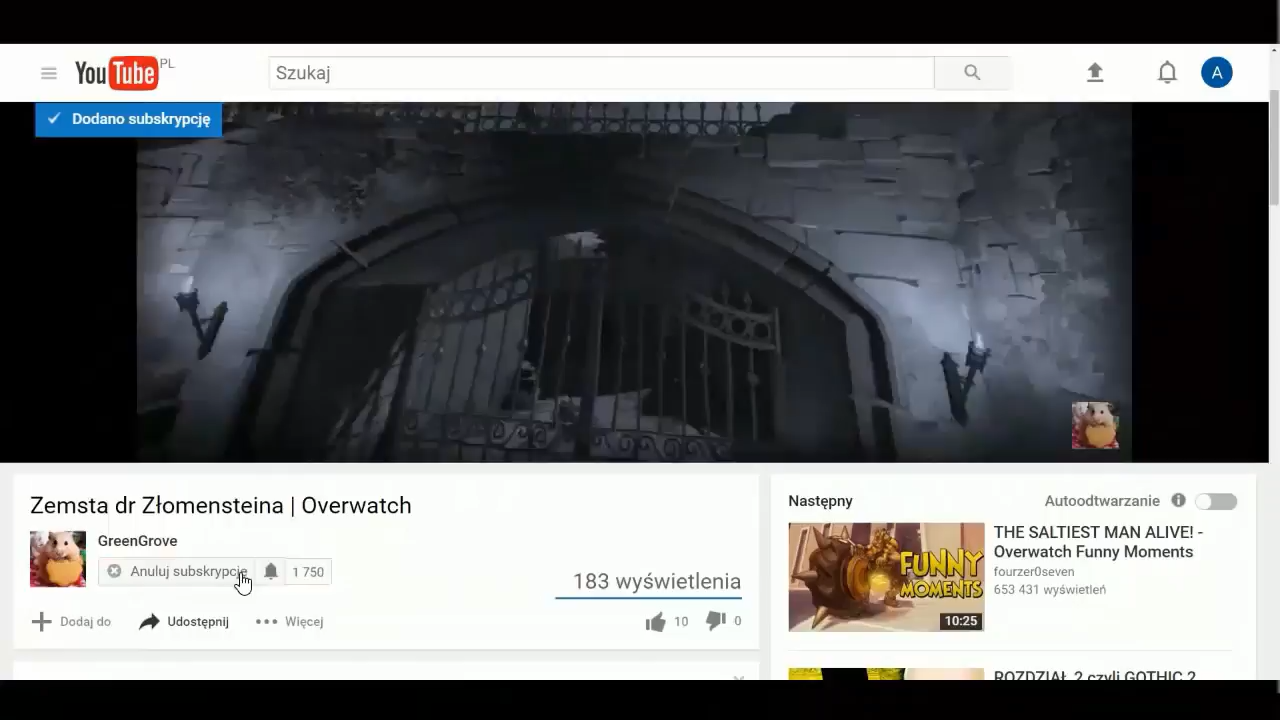 YouTube PL
Szukaj
A
Dodano subskrypcję
Zemsta dr Złomensteina | Overwatch
GreenGrove
Anuluj subskrypcję
1 750
183 wyświetlenia
Dodaj do
Udostępnij
Więcej
10
0
Następny
Autoodtwarzanie
FUNNY
MOMENTS
10:25
THE SALTIEST MAN ALIVE! -
Overwatch Funny Moments
fourzer0seven
653 431 wyświetleń
ROZDZIAŁ 2 czyli GOTHIC 2